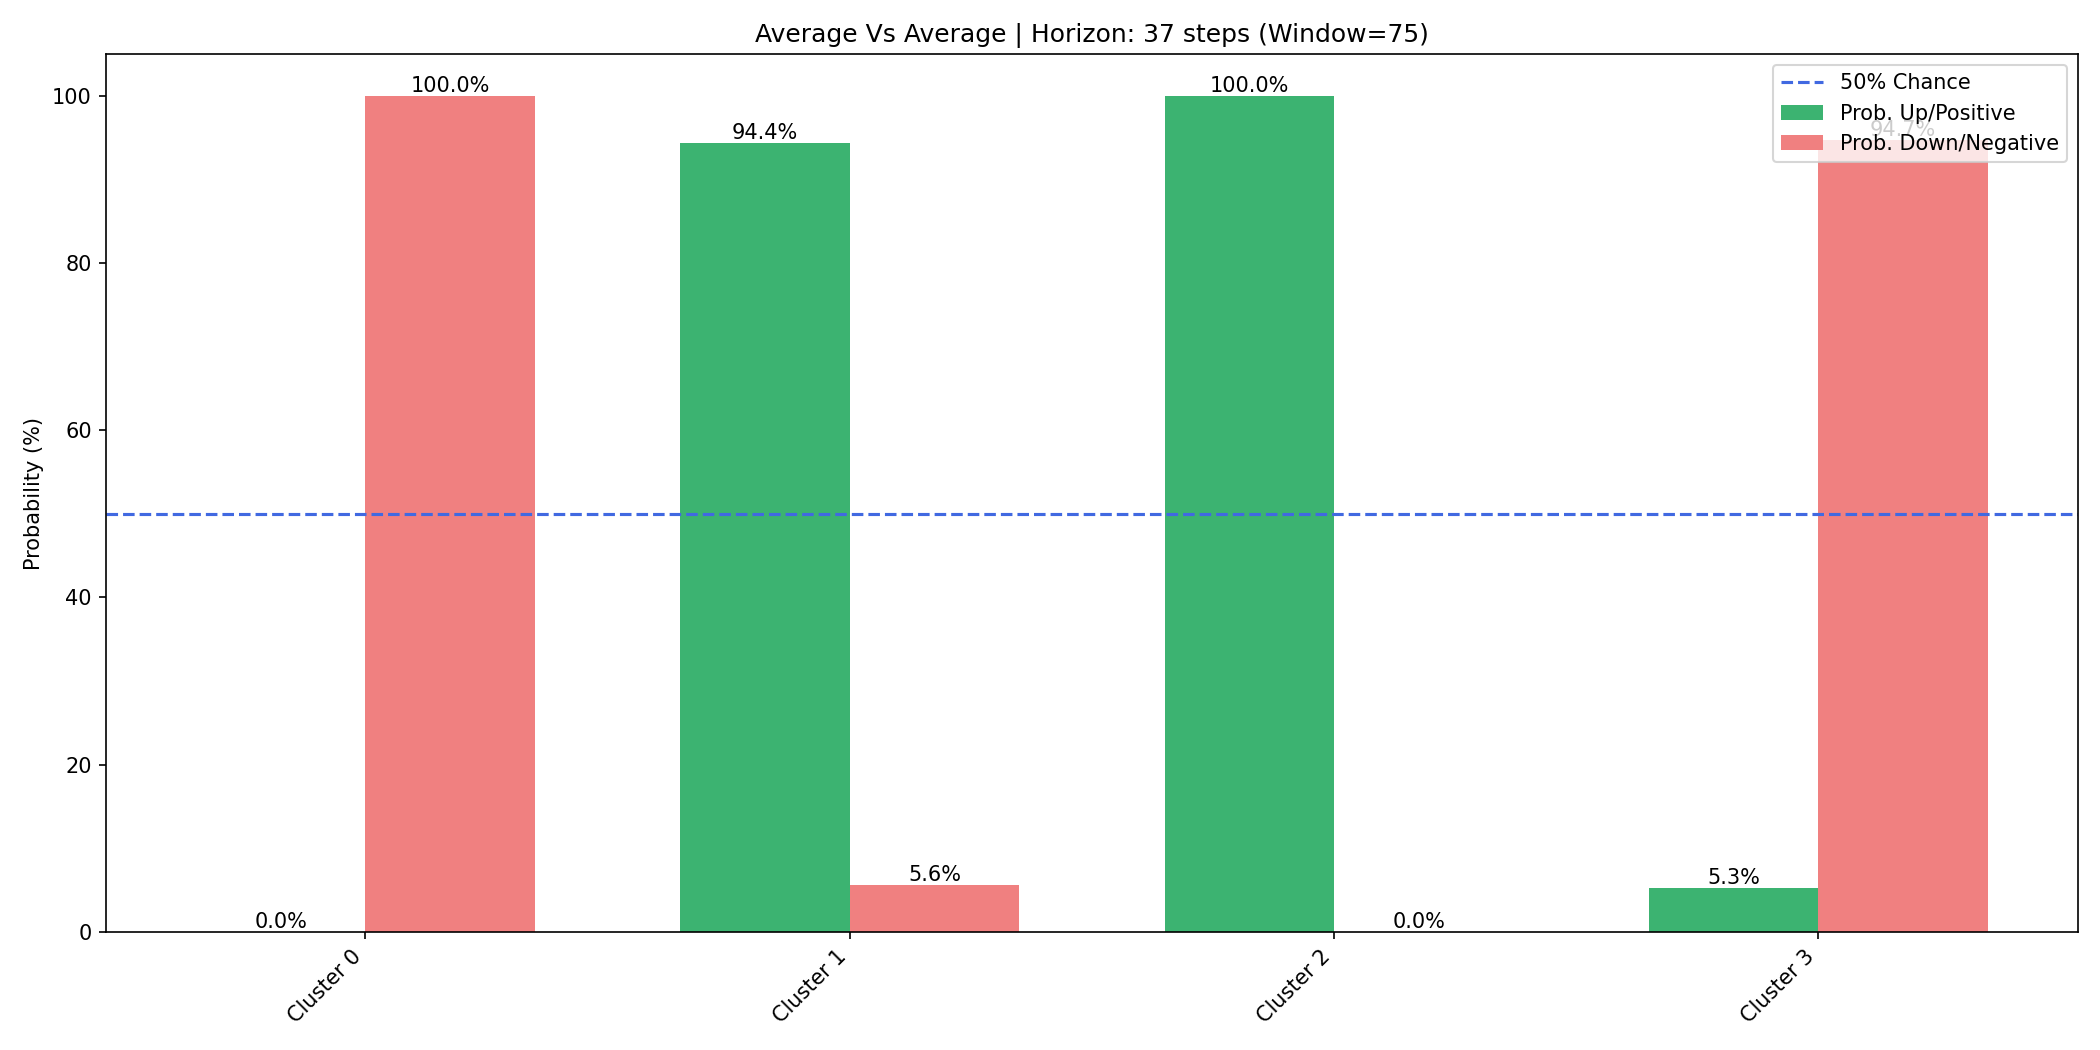 Average Vs Average | Horizon: 37 steps (Window=75)
50% Chance
Prob. Up/Positive
Prob. Down/Negative
Probability (%)
100
80
60
40
20
0
0.0%
100.0%
94.4%
5.6%
100.0%
0.0%
5.3%
94.7%
Cluster 0
Cluster 1
Cluster 2
Cluster 3